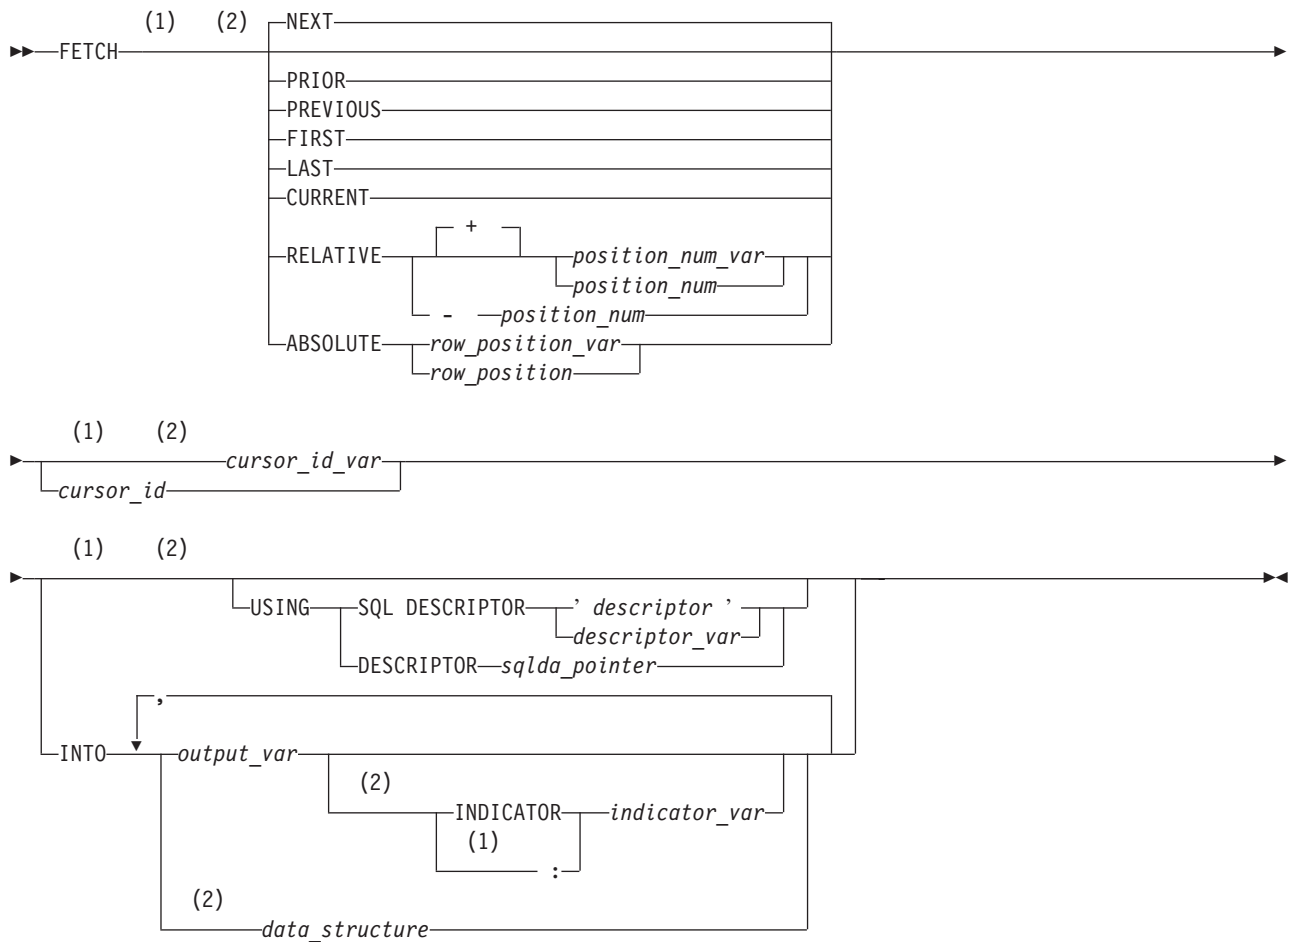 (1) (2) NEXT
FETCH
PRIOR
PREVIOUS
FIRST
LAST
CURRENT
+
RELATIVE position_num_var
position_num
- position_num
ABSOLUTE row_position_var
row_position
(1) (2)
cursor_id_var
cursor_id
(1) (2)
USING SQL DESCRIPTOR ' descriptor '
descriptor_var
DESCRIPTOR sqlda_pointer
,
INTO output_var
(2)
INDICATOR indicator_var
(1)
:
(2)
data_structure